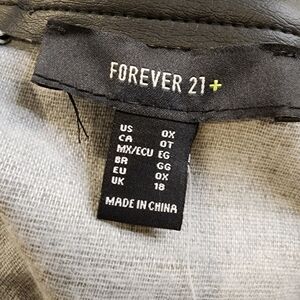 FOREVER 21+
US 0X
CA 0T
MX/ECU EG
BR GG
EU 0X
UK 18
MADE IN CHINA